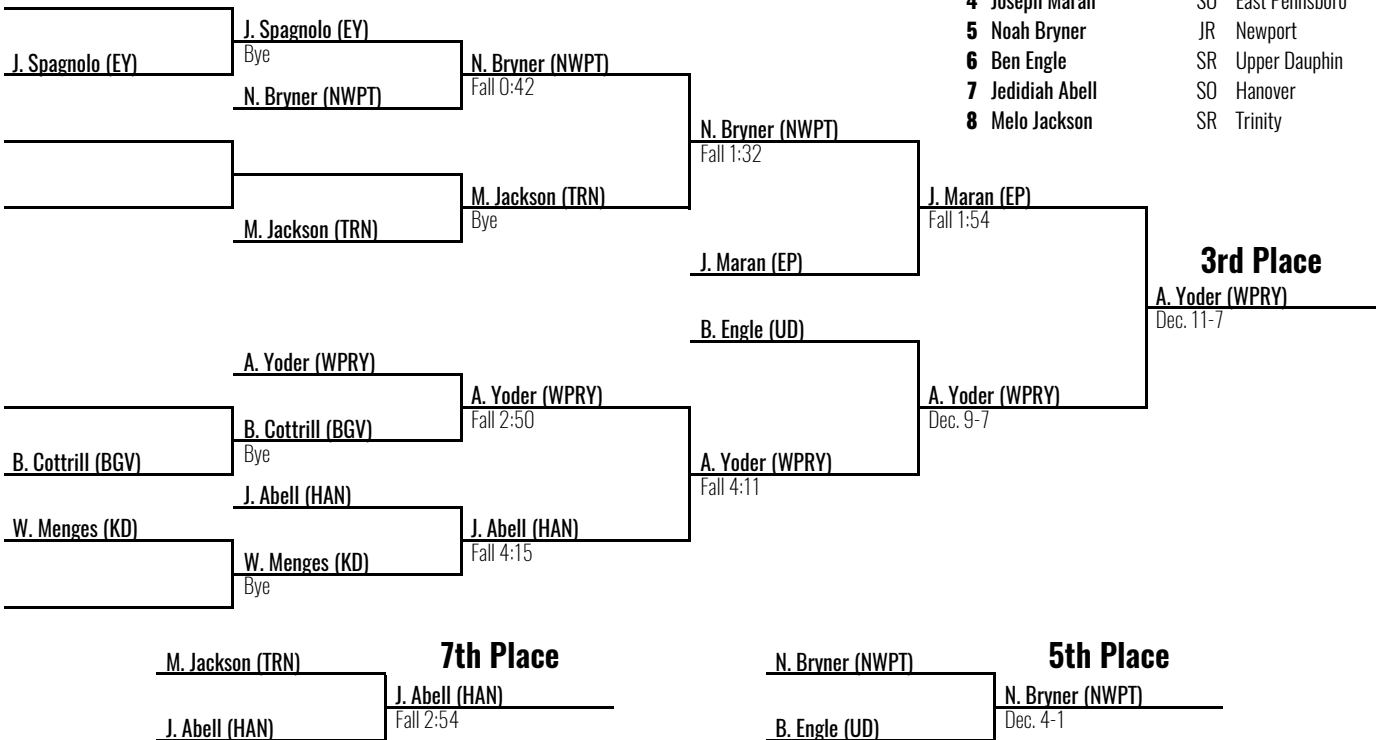 4 Joseph Maran SO East Pennsboro
5 Noah Bryner JR Newport
6 Ben Engle SR Upper Dauphin
7 Jedidiah Abell SO Hanover
8 Melo Jackson SR Trinity
J. Spagnolo (EY)
J. Spagnolo (EY)
Bye
N. Bryner (NWPT)
N. Bryner (NWPT)
Fall 0:42
N. Bryner (NWPT)
Fall 1:32
M. Jackson (TRN)
M. Jackson (TRN)
Bye
J. Maran (EP)
J. Maran (EP)
Fall 1:54
3rd Place
A. Yoder (WPRY)
Dec. 11-7
B. Engle (UD)
A. Yoder (WPRY)
A. Yoder (WPRY)
Fall 2:50
A. Yoder (WPRY)
Dec. 9-7
B. Cottrill (BGV)
B. Cottrill (BGV)
Bye
A. Yoder (WPRY)
Fall 4:11
J. Abell (HAN)
W. Menges (KD)
J. Abell (HAN)
Fall 4:15
W. Menges (KD)
Bye
7th Place
M. Jackson (TRN)
J. Abell (HAN)
Fall 2:54
J. Abell (HAN)
5th Place
N. Bryner (NWPT)
N. Bryner (NWPT)
Dec. 4-1
B. Engle (UD)